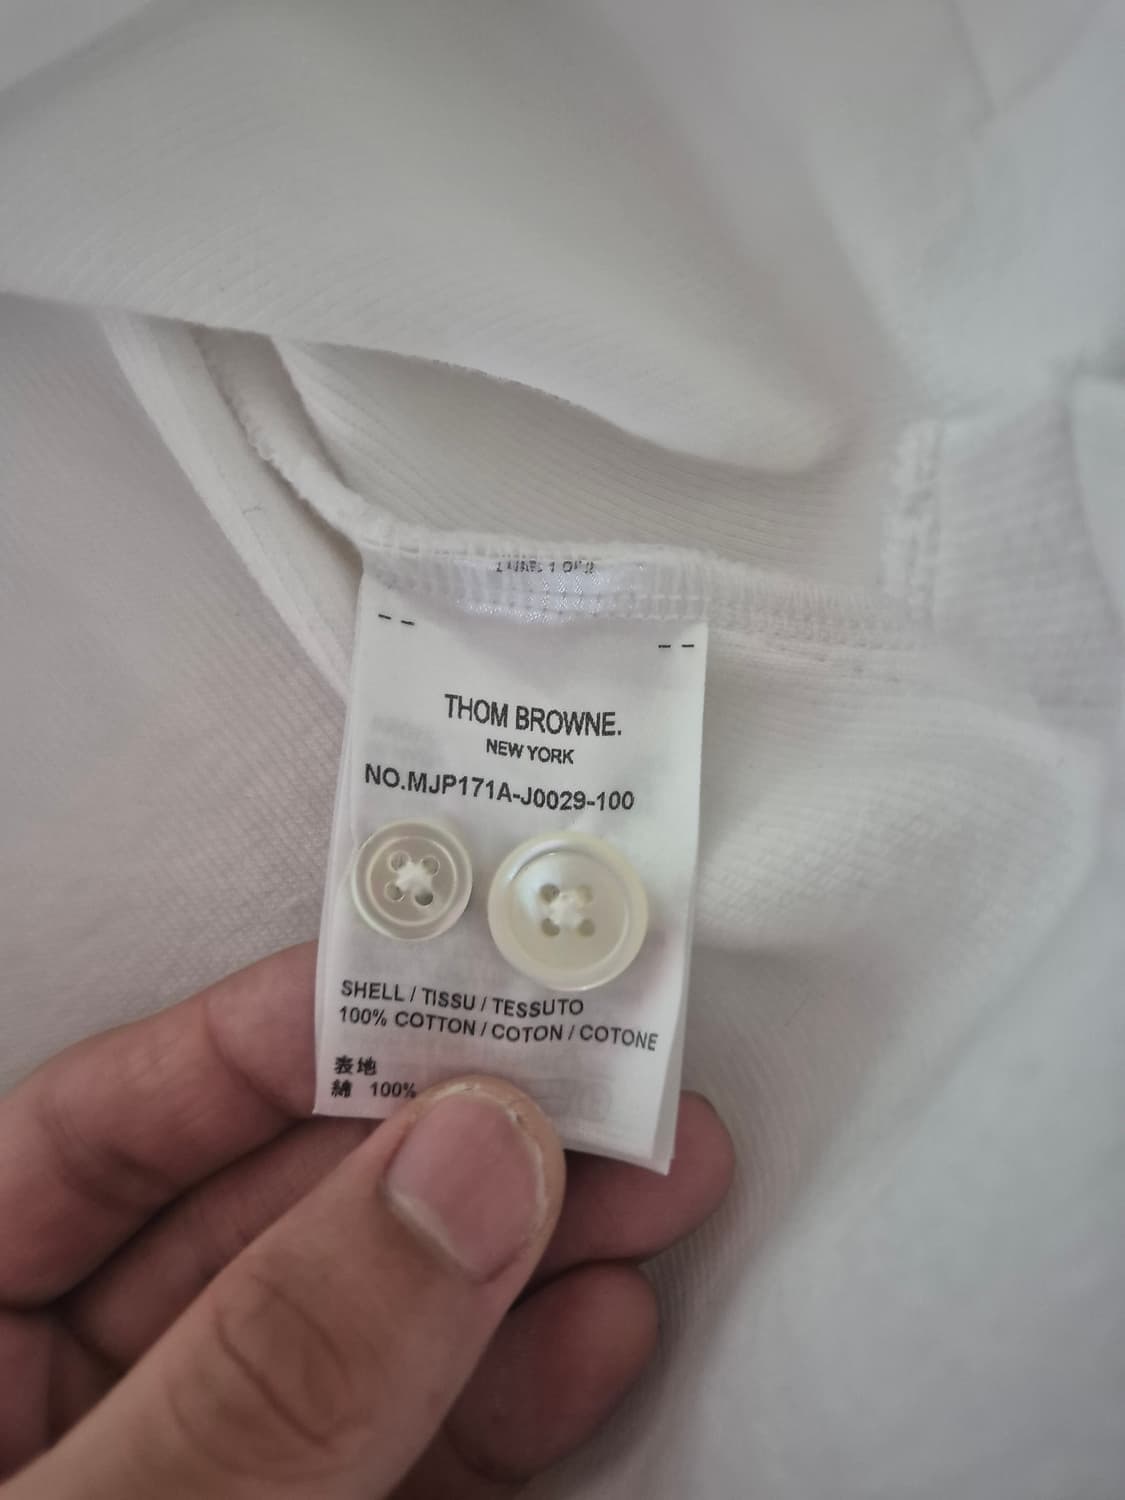 THOM BROWNE.
NEW YORK
NO.MJP171A-J0029-100
SHELL / TISSU / TESSUTO
100% COTTON / COTON / COTONE
表地
綿 100%